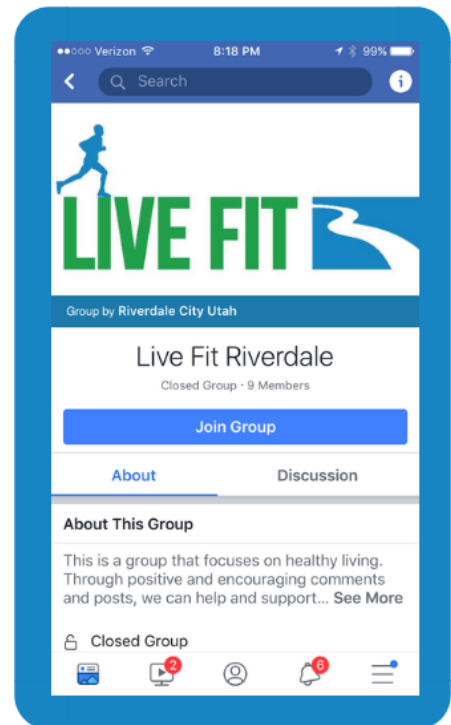 Verizon 8:18 PM 99%
Search
LIVE FIT
Group by Riverdale City Utah
Live Fit Riverdale
Closed Group · 9 Members
Join Group
About Discussion
About This Group
This is a group that focuses on healthy living.
Through positive and encouraging comments
and posts, we can help and support... See More
Closed Group
2 6